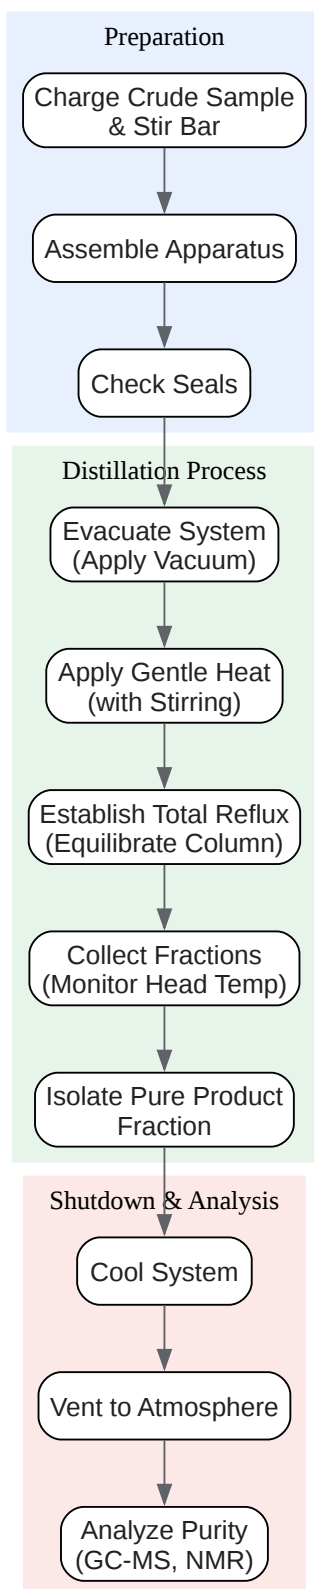 Preparation
Charge Crude Sample
& Stir Bar
Assemble Apparatus
Check Seals
Distillation Process
Evacuate System
(Apply Vacuum)
Apply Gentle Heat
(with Stirring)
Establish Total Reflux
(Equilibrate Column)
Collect Fractions
(Monitor Head Temp)
Isolate Pure Product
Fraction
Shutdown & Analysis
Cool System
Vent to Atmosphere
Analyze Purity
(GC-MS, NMR)